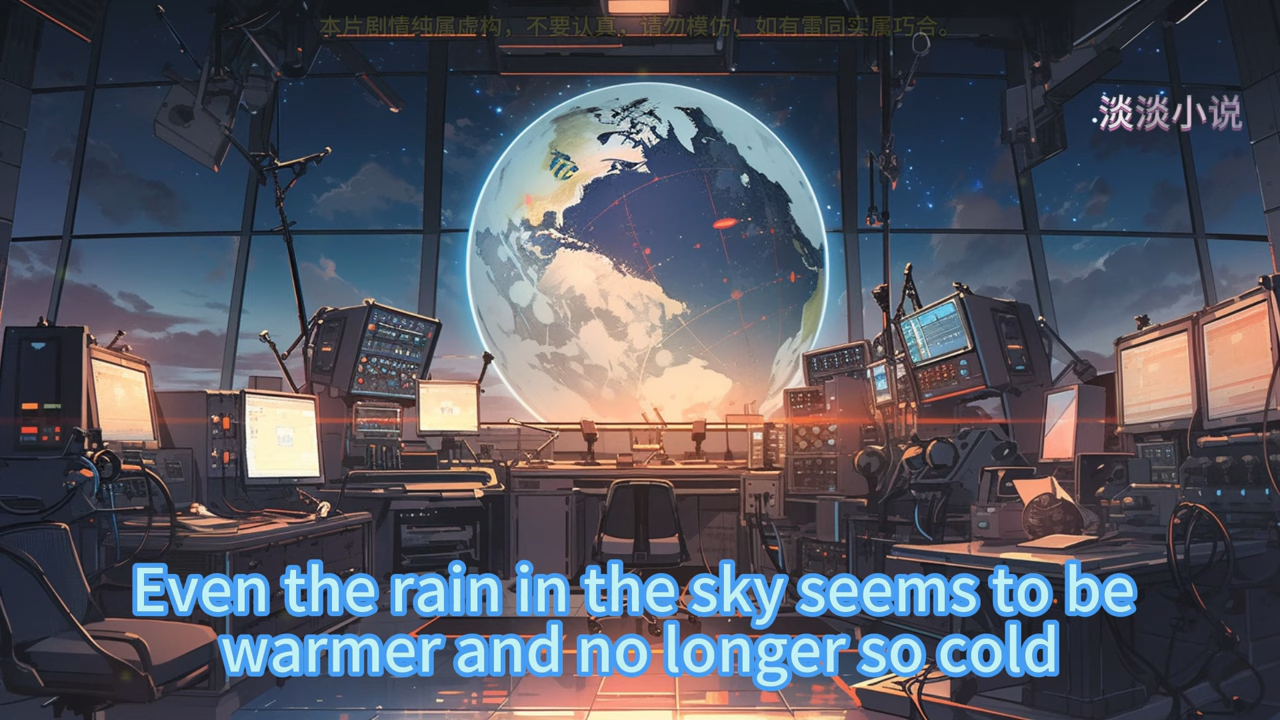 本片剧情纯属虚构，不要认真，请勿模仿，如有雷同实属巧合。
.淡淡小说
Even the rain in the sky seems to be
warmer and no longer so cold